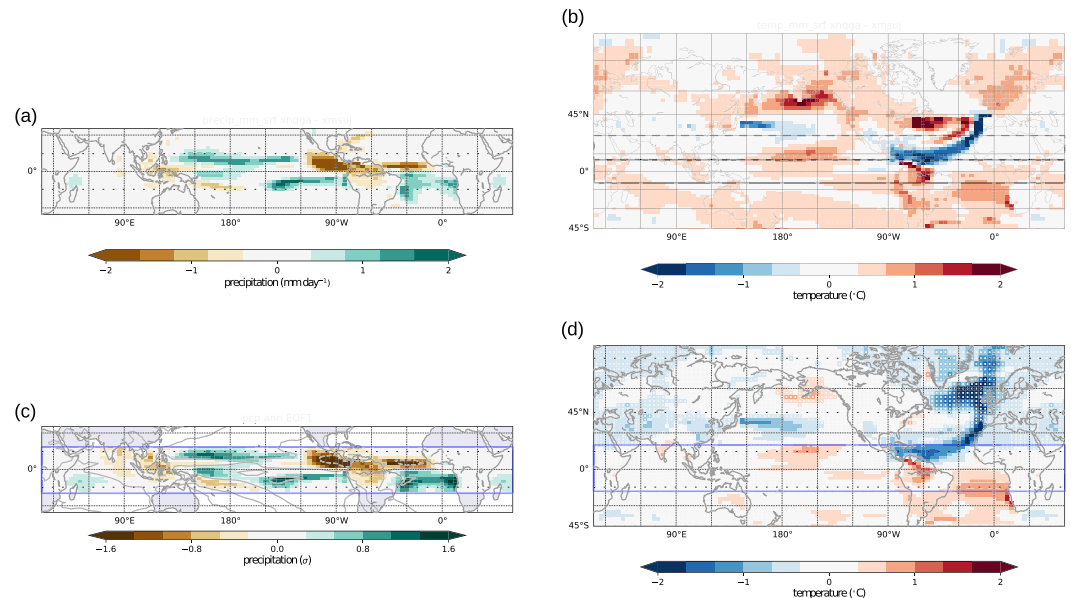 (a)
precip_mm_srf xnqga - xmsuj
0°
90°E
180°
90°W
0°
−2
−1
0
1
2
precipitation (mm day⁻¹)
(b)
temp_mm_srf xnqga - xmsuj
45°N
0°
45°S
90°E
180°
90°W
0°
−2
−1
0
1
2
temperature (°C)
(c)
pcp ann EOF1
0°
90°E
180°
90°W
0°
−1.6
−0.8
0.0
0.8
1.6
precipitation (σ)
(d)
45°N
0°
45°S
90°E
180°
90°W
0°
−2
−1
0
1
2
temperature (°C)